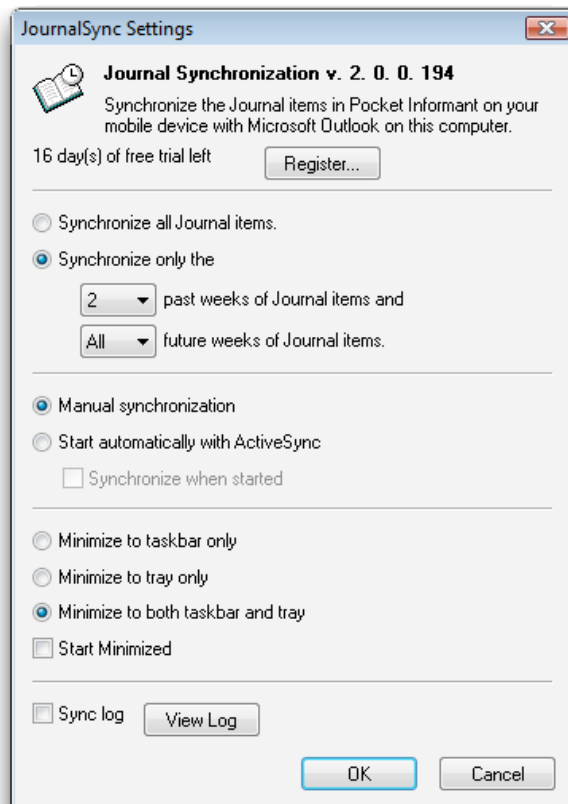 JournalSync Settings
Journal Synchronization v. 2. 0. 0. 194
Synchronize the Journal items in Pocket Informant on your
mobile device with Microsoft Outlook on this computer.
16 day(s) of free trial left
Register...
Synchronize all Journal items.
Synchronize only the
2 past weeks of Journal items and
All future weeks of Journal items.
Manual synchronization
Start automatically with ActiveSync
Synchronize when started
Minimize to taskbar only
Minimize to tray only
Minimize to both taskbar and tray
Start Minimized
Sync log
View Log
OK
Cancel